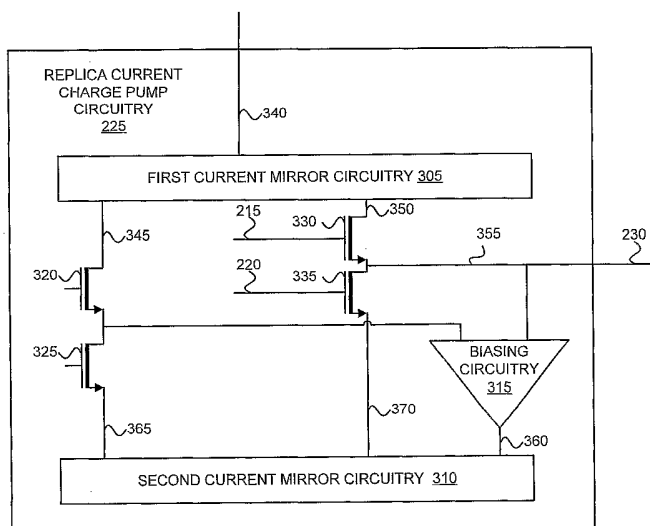 REPLICA CURRENT
CHARGE PUMP
CIRCUITRY
225
340
FIRST CURRENT MIRROR CIRCUITRY 305
345
215
330
350
355
230
320
220
335
325
BIASING
CIRCUITRY
315
365
370
360
SECOND CURRENT MIRROR CIRCUITRY 310